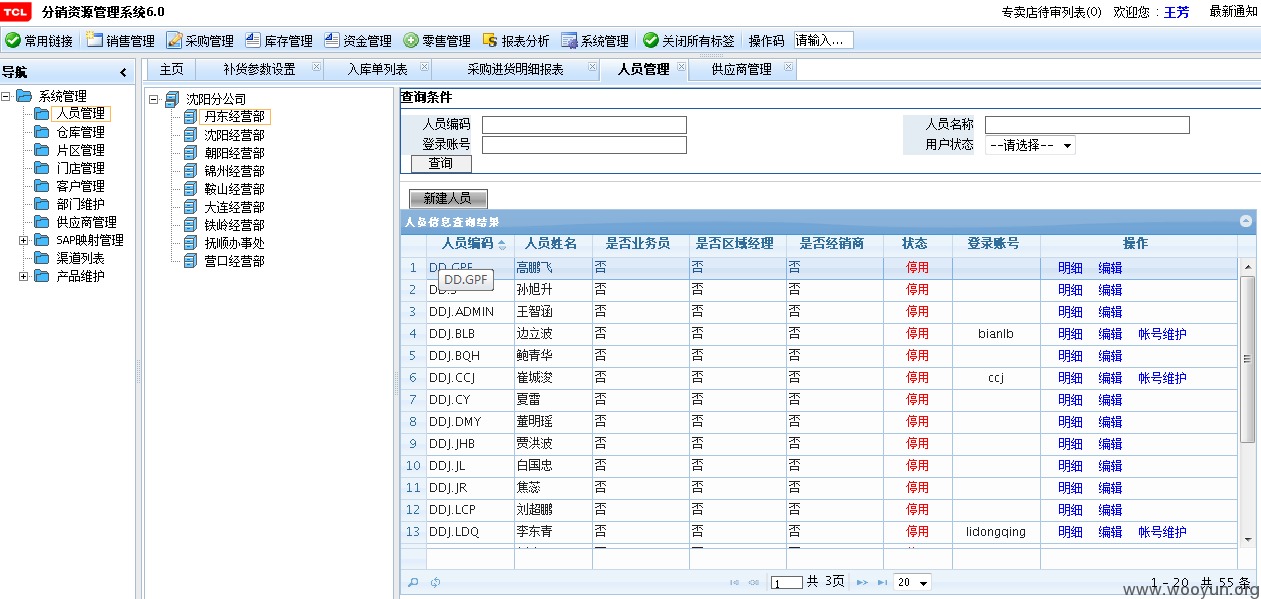 TCL 分销资源管理系统6.0 专卖店待审列表(0) 欢迎您：王芳 最新通知
常用链接 销售管理 采购管理 库存管理 资金管理 零售管理 报表分析 系统管理 关闭所有标签 操作码 请输入...
导航 主页 补货参数设置 入库单列表 采购进货明细报表 人员管理 供应商管理
系统管理
人员管理
仓库管理
片区管理
门店管理
客户管理
部门维护
供应商管理
SAP映射管理
渠道列表
产品维护
沈阳分公司
丹东经营部
沈阳经营部
朝阳经营部
锦州经营部
鞍山经营部
大连经营部
铁岭经营部
抚顺办事处
营口经营部
查询条件
人员编码 人员名称
登录账号 用户状态 --请选择--
查询
新建人员
人员信息查询结果
人员编码 人员姓名 是否业务员 是否区域经理 是否经销商 状态 登录账号 操作
1 DD.GPF 高鹏飞 否 否 否 停用 明细 编辑
DD.GPF
2 孙旭升 否 否 否 停用 明细 编辑
3 DDJ.ADMIN 王智涵 否 否 否 停用 明细 编辑
4 DDJ.BLB 边立波 否 否 否 停用 bianlb 明细 编辑 帐号维护
5 DDJ.BQH 鲍青华 否 否 否 停用 明细 编辑
6 DDJ.CCJ 崔城浚 否 否 否 停用 ccj 明细 编辑 帐号维护
7 DDJ.CY 夏雷 否 否 否 停用 明细 编辑
8 DDJ.DMY 董明瑶 否 否 否 停用 明细 编辑
9 DDJ.JHB 贾洪波 否 否 否 停用 明细 编辑
10 DDJ.JL 白国忠 否 否 否 停用 明细 编辑
11 DDJ.JR 焦蕊 否 否 否 停用 明细 编辑
12 DDJ.LCP 刘超鹏 否 否 否 停用 明细 编辑
13 DDJ.LDQ 李东青 否 否 否 停用 lidongqing 明细 编辑 帐号维护
1 共 3页 20 1 - 20 共 55 条
www.wooyun.org